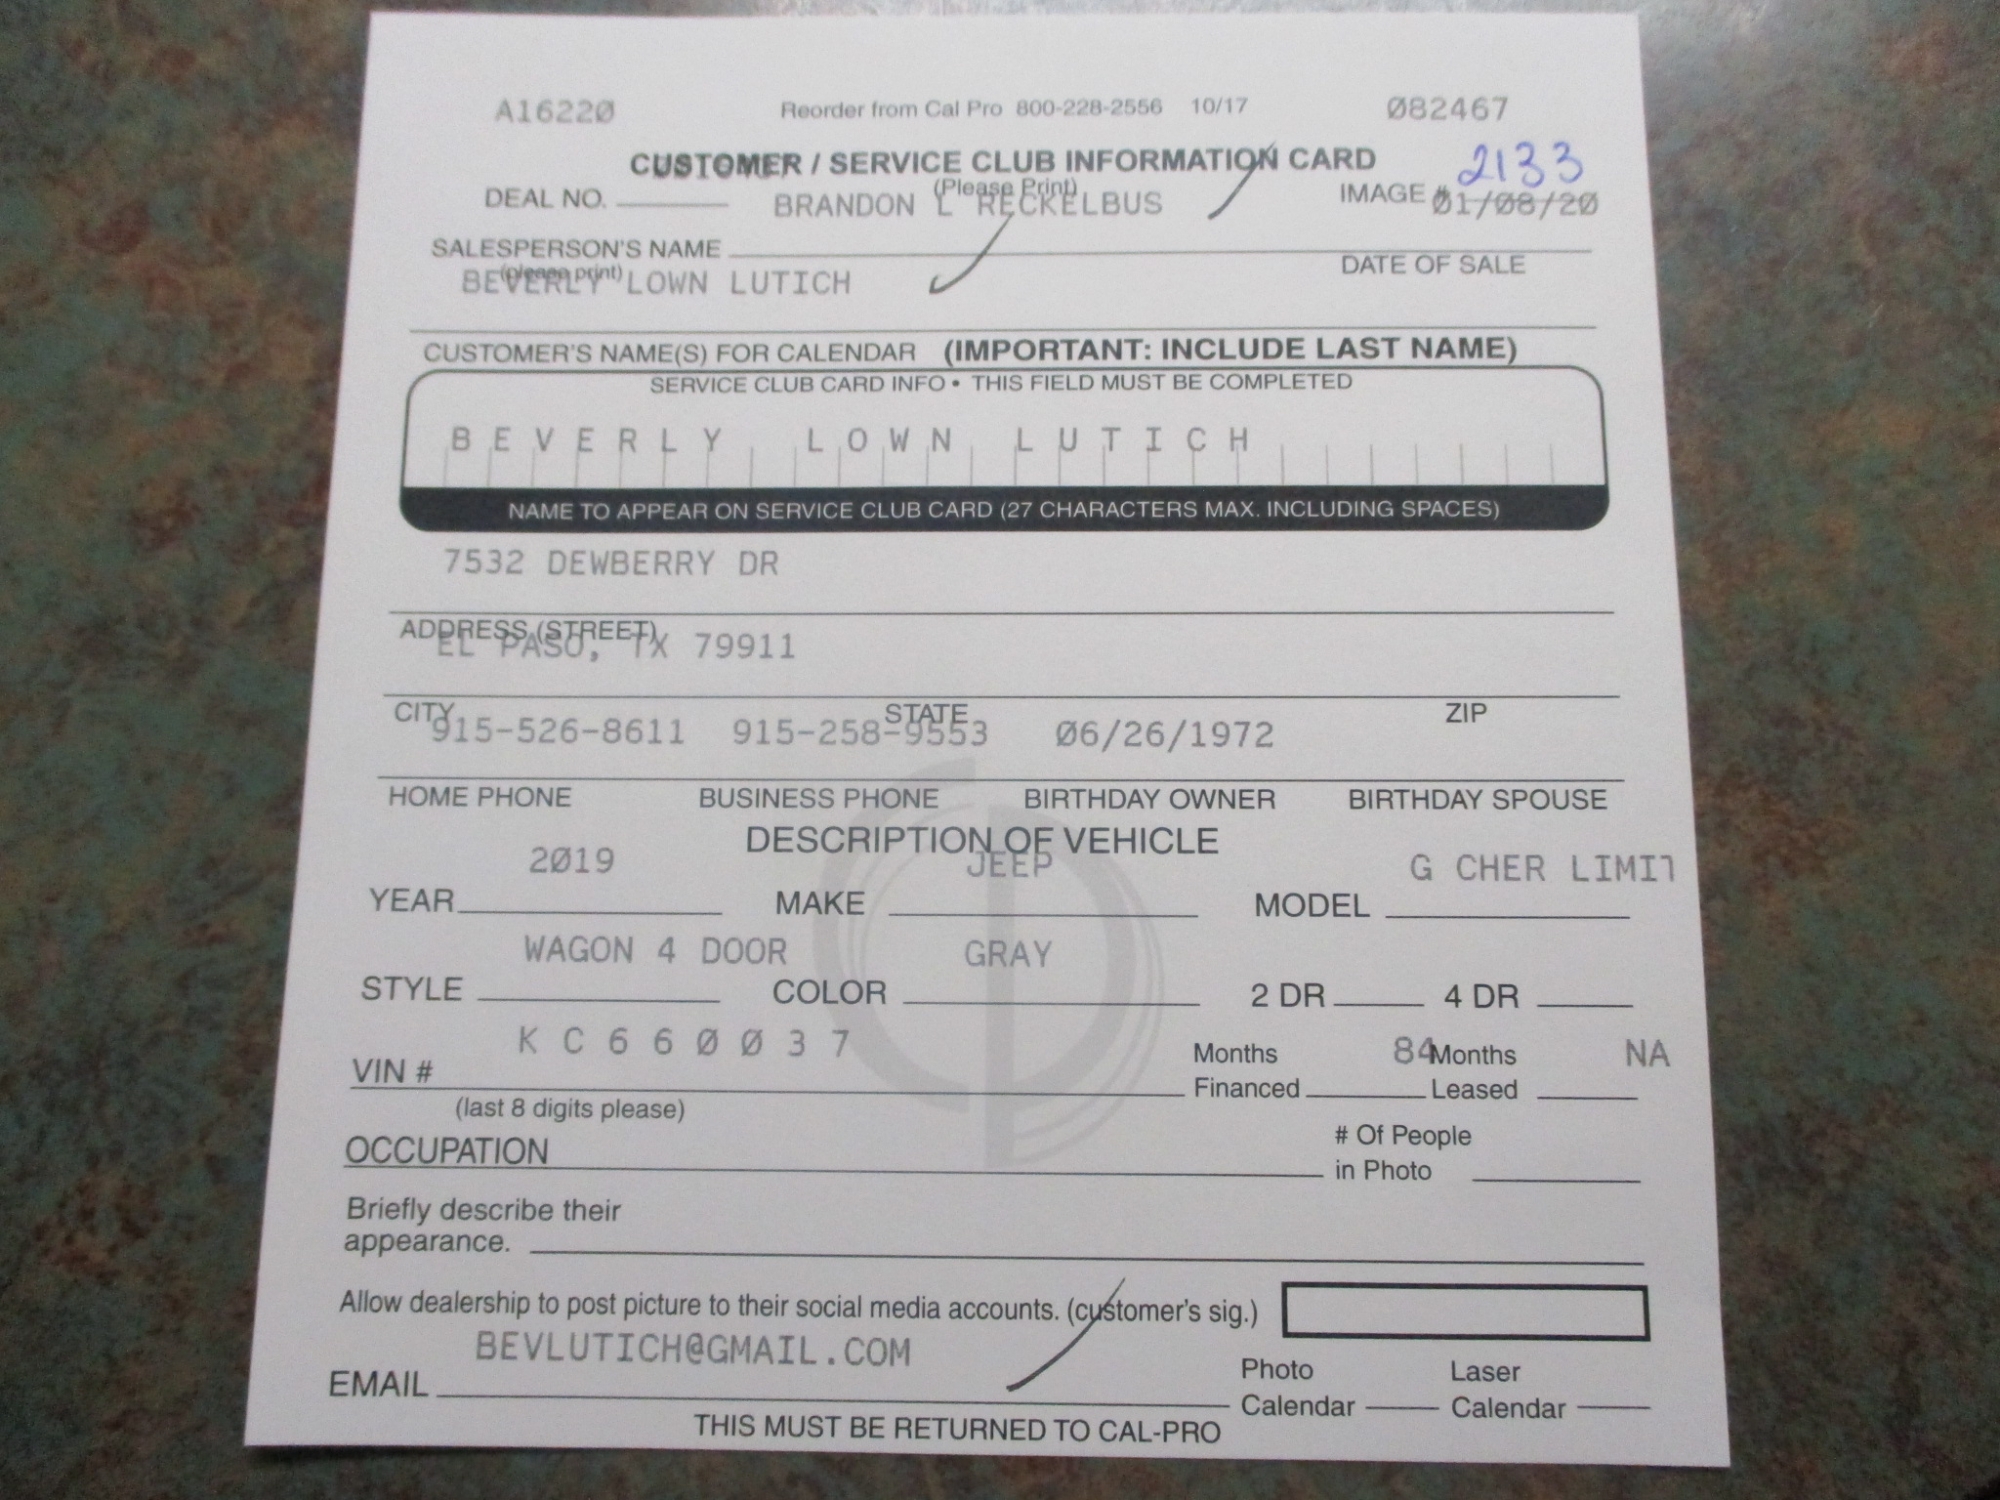 A16220 Reorder from Cal Pro 800-228-2556 10/17 082467
CUSTOMER / SERVICE CLUB INFORMATION CARD 2133
(Please Print)
DEAL NO. BRANDON L RECKELBUS IMAGE # 01/08/20
SALESPERSON'S NAME DATE OF SALE
(please print)
BEVERLY LOWN LUTICH
CUSTOMER'S NAME(S) FOR CALENDAR (IMPORTANT: INCLUDE LAST NAME)
SERVICE CLUB CARD INFO • THIS FIELD MUST BE COMPLETED
BEVERLY LOWN LUTICH
NAME TO APPEAR ON SERVICE CLUB CARD (27 CHARACTERS MAX. INCLUDING SPACES)
7532 DEWBERRY DR
ADDRESS (STREET)
EL PASO, TX 79911
CITY STATE ZIP
915-526-8611 915-258-9553 06/26/1972
HOME PHONE BUSINESS PHONE BIRTHDAY OWNER BIRTHDAY SPOUSE
DESCRIPTION OF VEHICLE
2019 JEEP G CHER LIMIT
YEAR MAKE MODEL
WAGON 4 DOOR GRAY
STYLE COLOR 2 DR 4 DR
KC660037 Months 84 Months NA
VIN # Financed Leased
(last 8 digits please)
OCCUPATION # Of People
in Photo
Briefly describe their
appearance.
Allow dealership to post picture to their social media accounts. (customer's sig.)
BEVLUTICH@GMAIL.COM
EMAIL Photo Laser
Calendar Calendar
THIS MUST BE RETURNED TO CAL-PRO